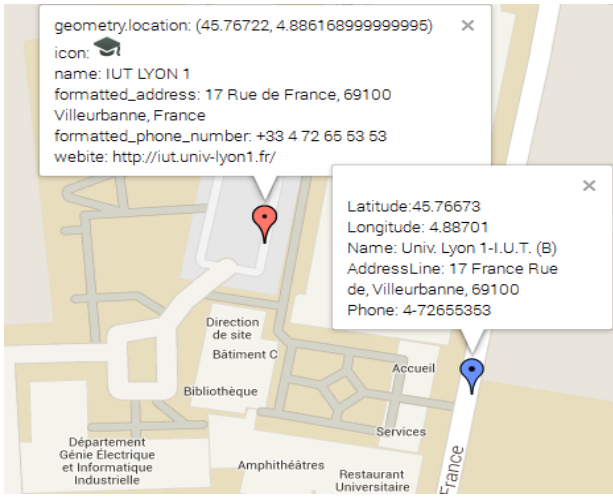 geometry.location: (45.76722, 4.886168999999995)
icon:
name: IUT LYON 1
formatted_address: 17 Rue de France, 69100
Villeurbanne, France
formatted_phone_number: +33 4 72 65 53 53
webite: http://iut.univ-lyon1.fr/
Latitude:45.76673
Longitude: 4.88701
Name: Univ. Lyon 1-I.U.T. (B)
AddressLine: 17 France Rue
de, Villeurbanne, 69100
Phone: 4-72655353
Direction
de site
Bâtiment C
Accueil
Bibliothèque
Services
Département
Génie Électrique
et Informatique
Industrielle
Amphithéâtres
Restaurant
Universitaire
France